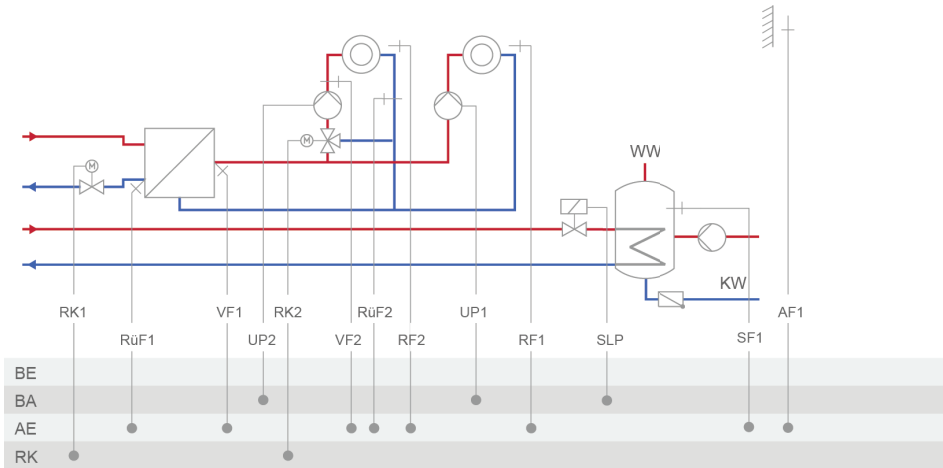 M
WW
M
KW
RK1 VF1 RK2 RüF2 UP1 AF1
RüF1 UP2 VF2 RF2 RF1 SLP SF1
BE
BA
AE
RK